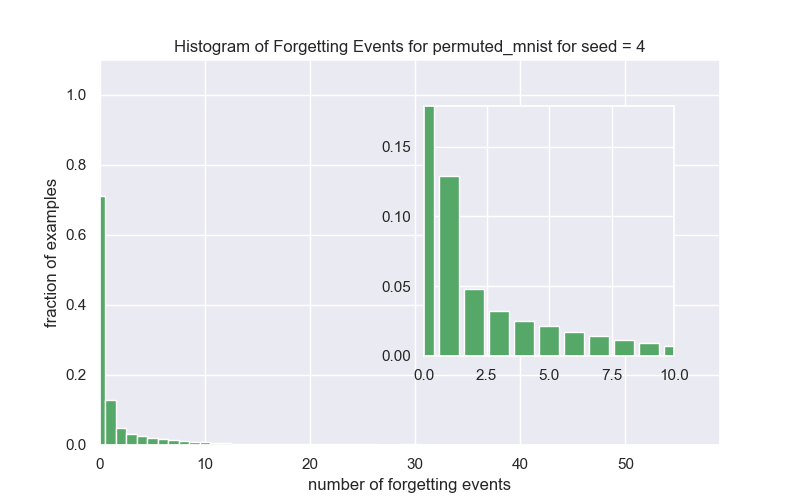 Histogram of Forgetting Events for permuted_mnist for seed = 4
fraction of examples
1.0
0.8
0.6
0.4
0.2
0.0
0.15
0.10
0.05
0.00
0.0 2.5 5.0 7.5 10.0
0 10 20 30 40 50
number of forgetting events